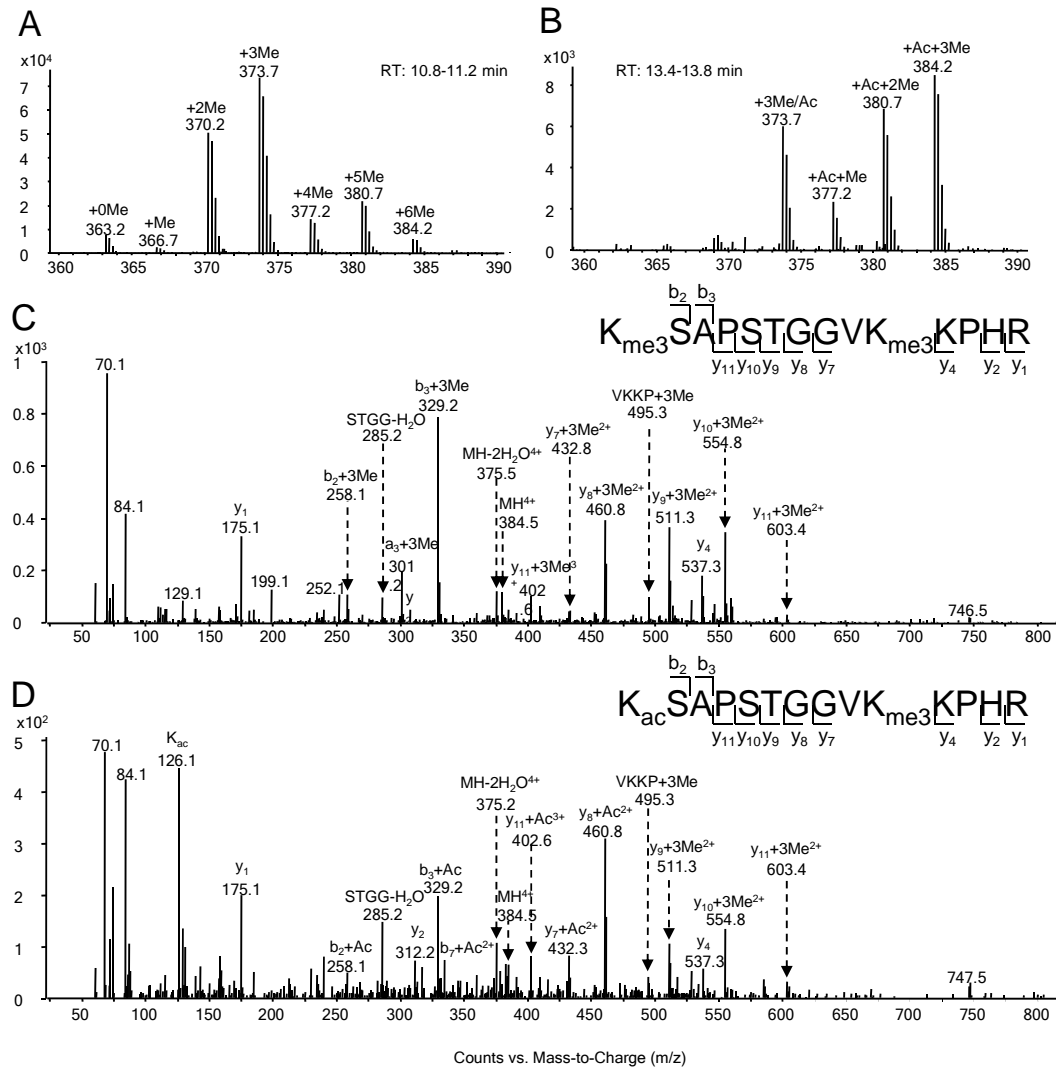 A
x10⁴
RT: 10.8-11.2 min
+3Me
373.7
+2Me
370.2
+5Me
380.7
+4Me
377.2
+0Me
363.2
+Me
366.7
+6Me
384.2
7
6
5
4
3
2
1
0
360 365 370 375 380 385 390
B
x10³
RT: 13.4-13.8 min
+Ac+3Me
384.2
+Ac+2Me
380.7
+3Me/Ac
373.7
+Ac+Me
377.2
8
6
4
2
0
360 365 370 375 380 385 390
C
b₂ b₃
Kme3SAPSTGGVKme3KPHR
y₁₁ y₁₀ y₉ y₈ y₇ y₄ y₂ y₁
x10³
1
0.8
0.6
0.4
0.2
0
70.1
84.1
129.1
y₁
175.1
199.1
252.1
b₂+3Me
258.1
STGG-H₂O
285.2
a₃+3Me
301
.2
y
b₃+3Me
329.2
MH-2H₂O⁴⁺
375.5
MH⁴⁺
384.5
y₁₁+3Me³
⁺ 402
.6
y₇+3Me²⁺
432.8
y₈+3Me²⁺
460.8
VKKP+3Me
495.3
y₉+3Me²⁺
511.3
y₄
537.3
y₁₀+3Me²⁺
554.8
y₁₁+3Me²⁺
603.4
746.5
50 100 150 200 250 300 350 400 450 500 550 600 650 700 750 800
D
b₂ b₃
KacSAPSTGGVKme3KPHR
y₁₁ y₁₀ y₉ y₈ y₇ y₄ y₂ y₁
x10²
5
4
3
2
1
0
70.1
84.1
Kac
126.1
y₁
175.1
b₂+Ac
258.1
STGG-H₂O
285.2
y₂
312.2
b₃+Ac
329.2
b₇+Ac²⁺
MH-2H₂O⁴⁺
375.2
MH⁴⁺
384.5
y₁₁+Ac³⁺
402.6
y₇+Ac²⁺
432.3
y₈+Ac²⁺
460.8
VKKP+3Me
495.3
y₉+3Me²⁺
511.3
y₄
537.3
y₁₀+3Me²⁺
554.8
y₁₁+3Me²⁺
603.4
747.5
50 100 150 200 250 300 350 400 450 500 550 600 650 700 750 800
Counts vs. Mass-to-Charge (m/z)